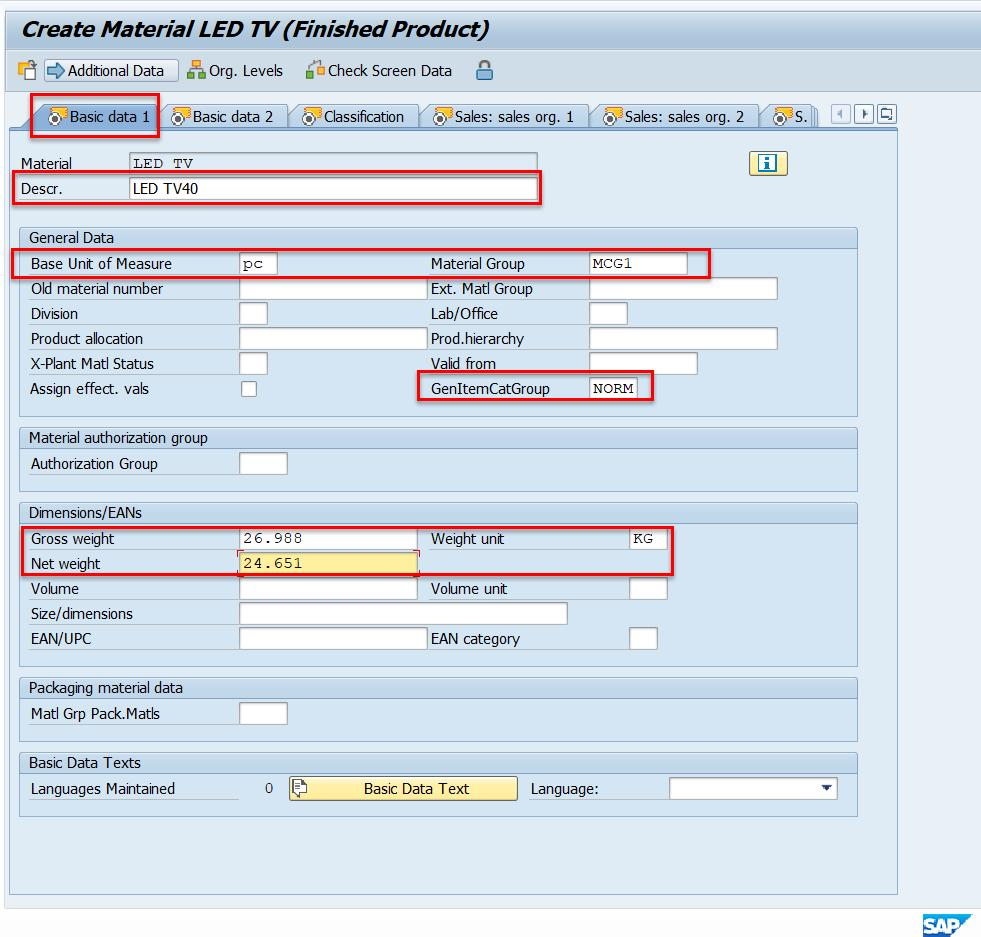 Create Material LED TV (Finished Product)
Additional Data Org. Levels Check Screen Data
Basic data 1 Basic data 2 Classification Sales: sales org. 1 Sales: sales org. 2 S.
Material LED TV
Descr. LED TV40
General Data
Base Unit of Measure pc Material Group MCG1
Old material number Ext. Matl Group
Division Lab/Office
Product allocation Prod.hierarchy
X-Plant Matl Status Valid from
Assign effect. vals GenItemCatGroup NORM
Material authorization group
Authorization Group
Dimensions/EANs
Gross weight 26.988 Weight unit KG
Net weight 24.651
Volume Volume unit
Size/dimensions
EAN/UPC EAN category
Packaging material data
Matl Grp Pack.Matls
Basic Data Texts
Languages Maintained 0 Basic Data Text Language:
SAP